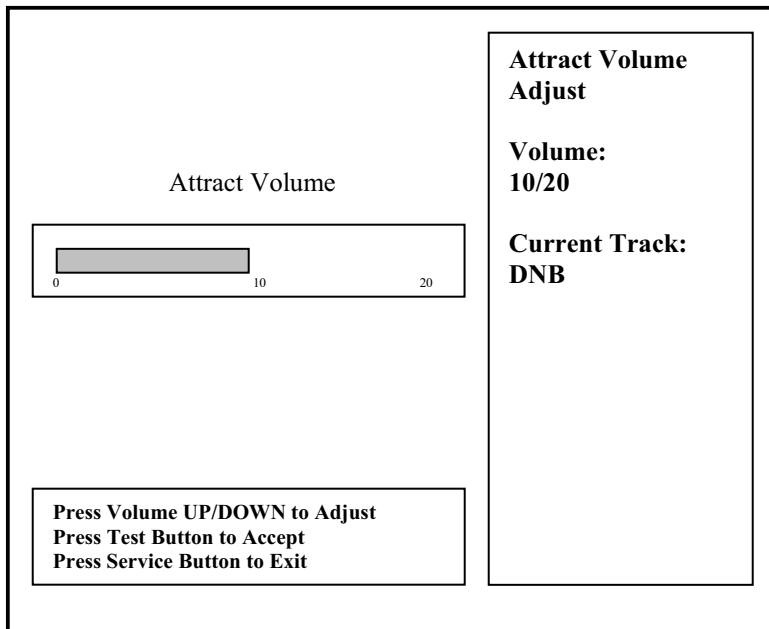 Attract Volume
0 10 20
Press Volume UP/DOWN to Adjust
Press Test Button to Accept
Press Service Button to Exit
Attract Volume
Adjust
Volume:
10/20
Current Track:
DNB